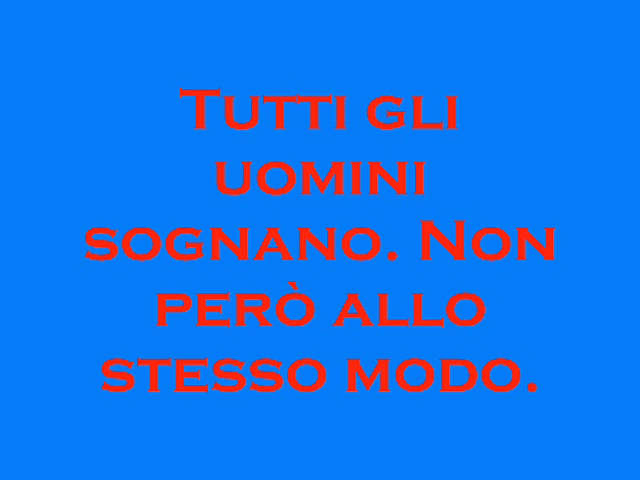 Tutti gli
uomini
sognano. Non
però allo
stesso modo.